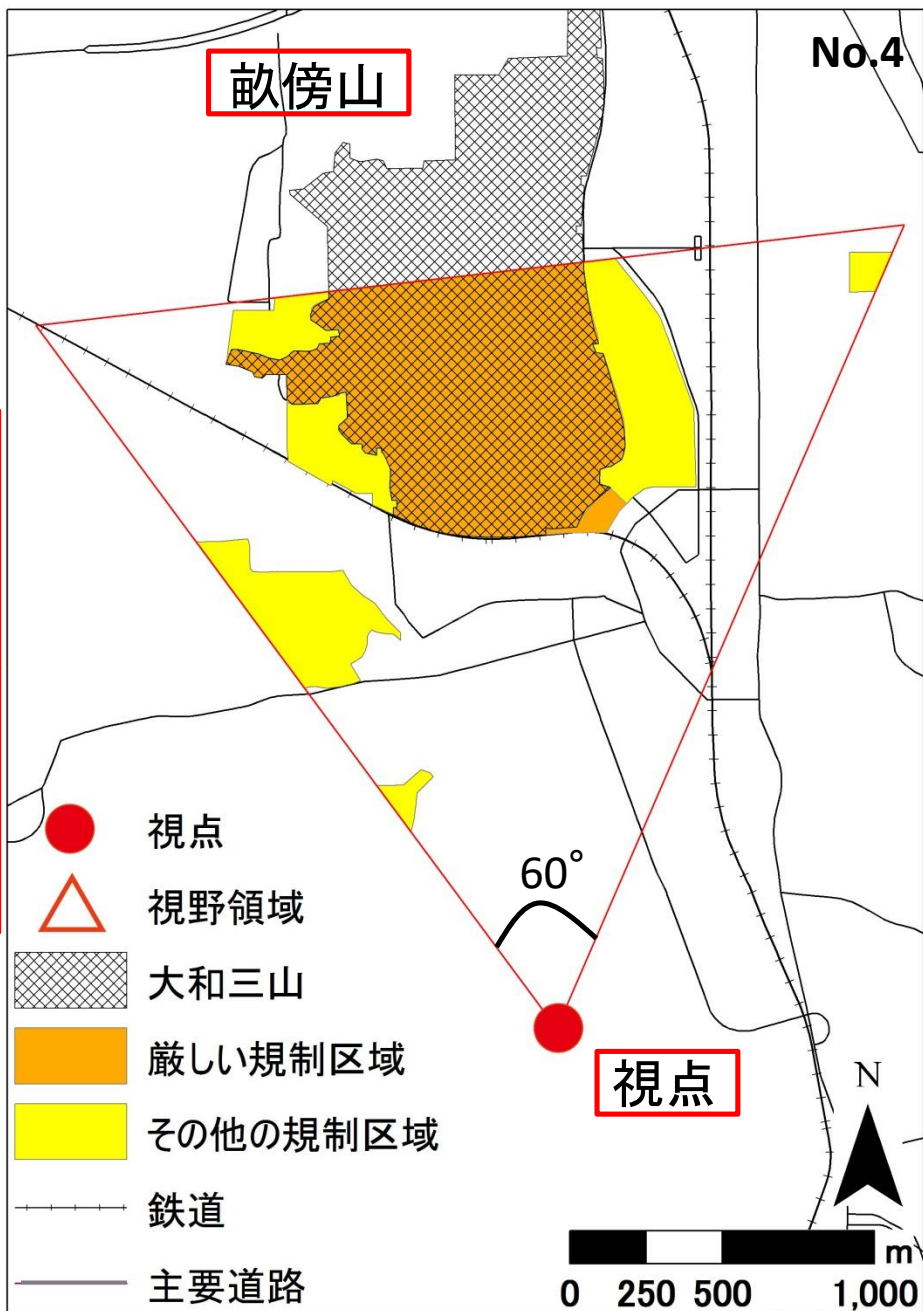 No.4
畝傍山
60°
視点
視点
視野領域
大和三山
厳しい規制区域
その他の規制区域
鉄道
主要道路
N
m
0 250 500 1,000